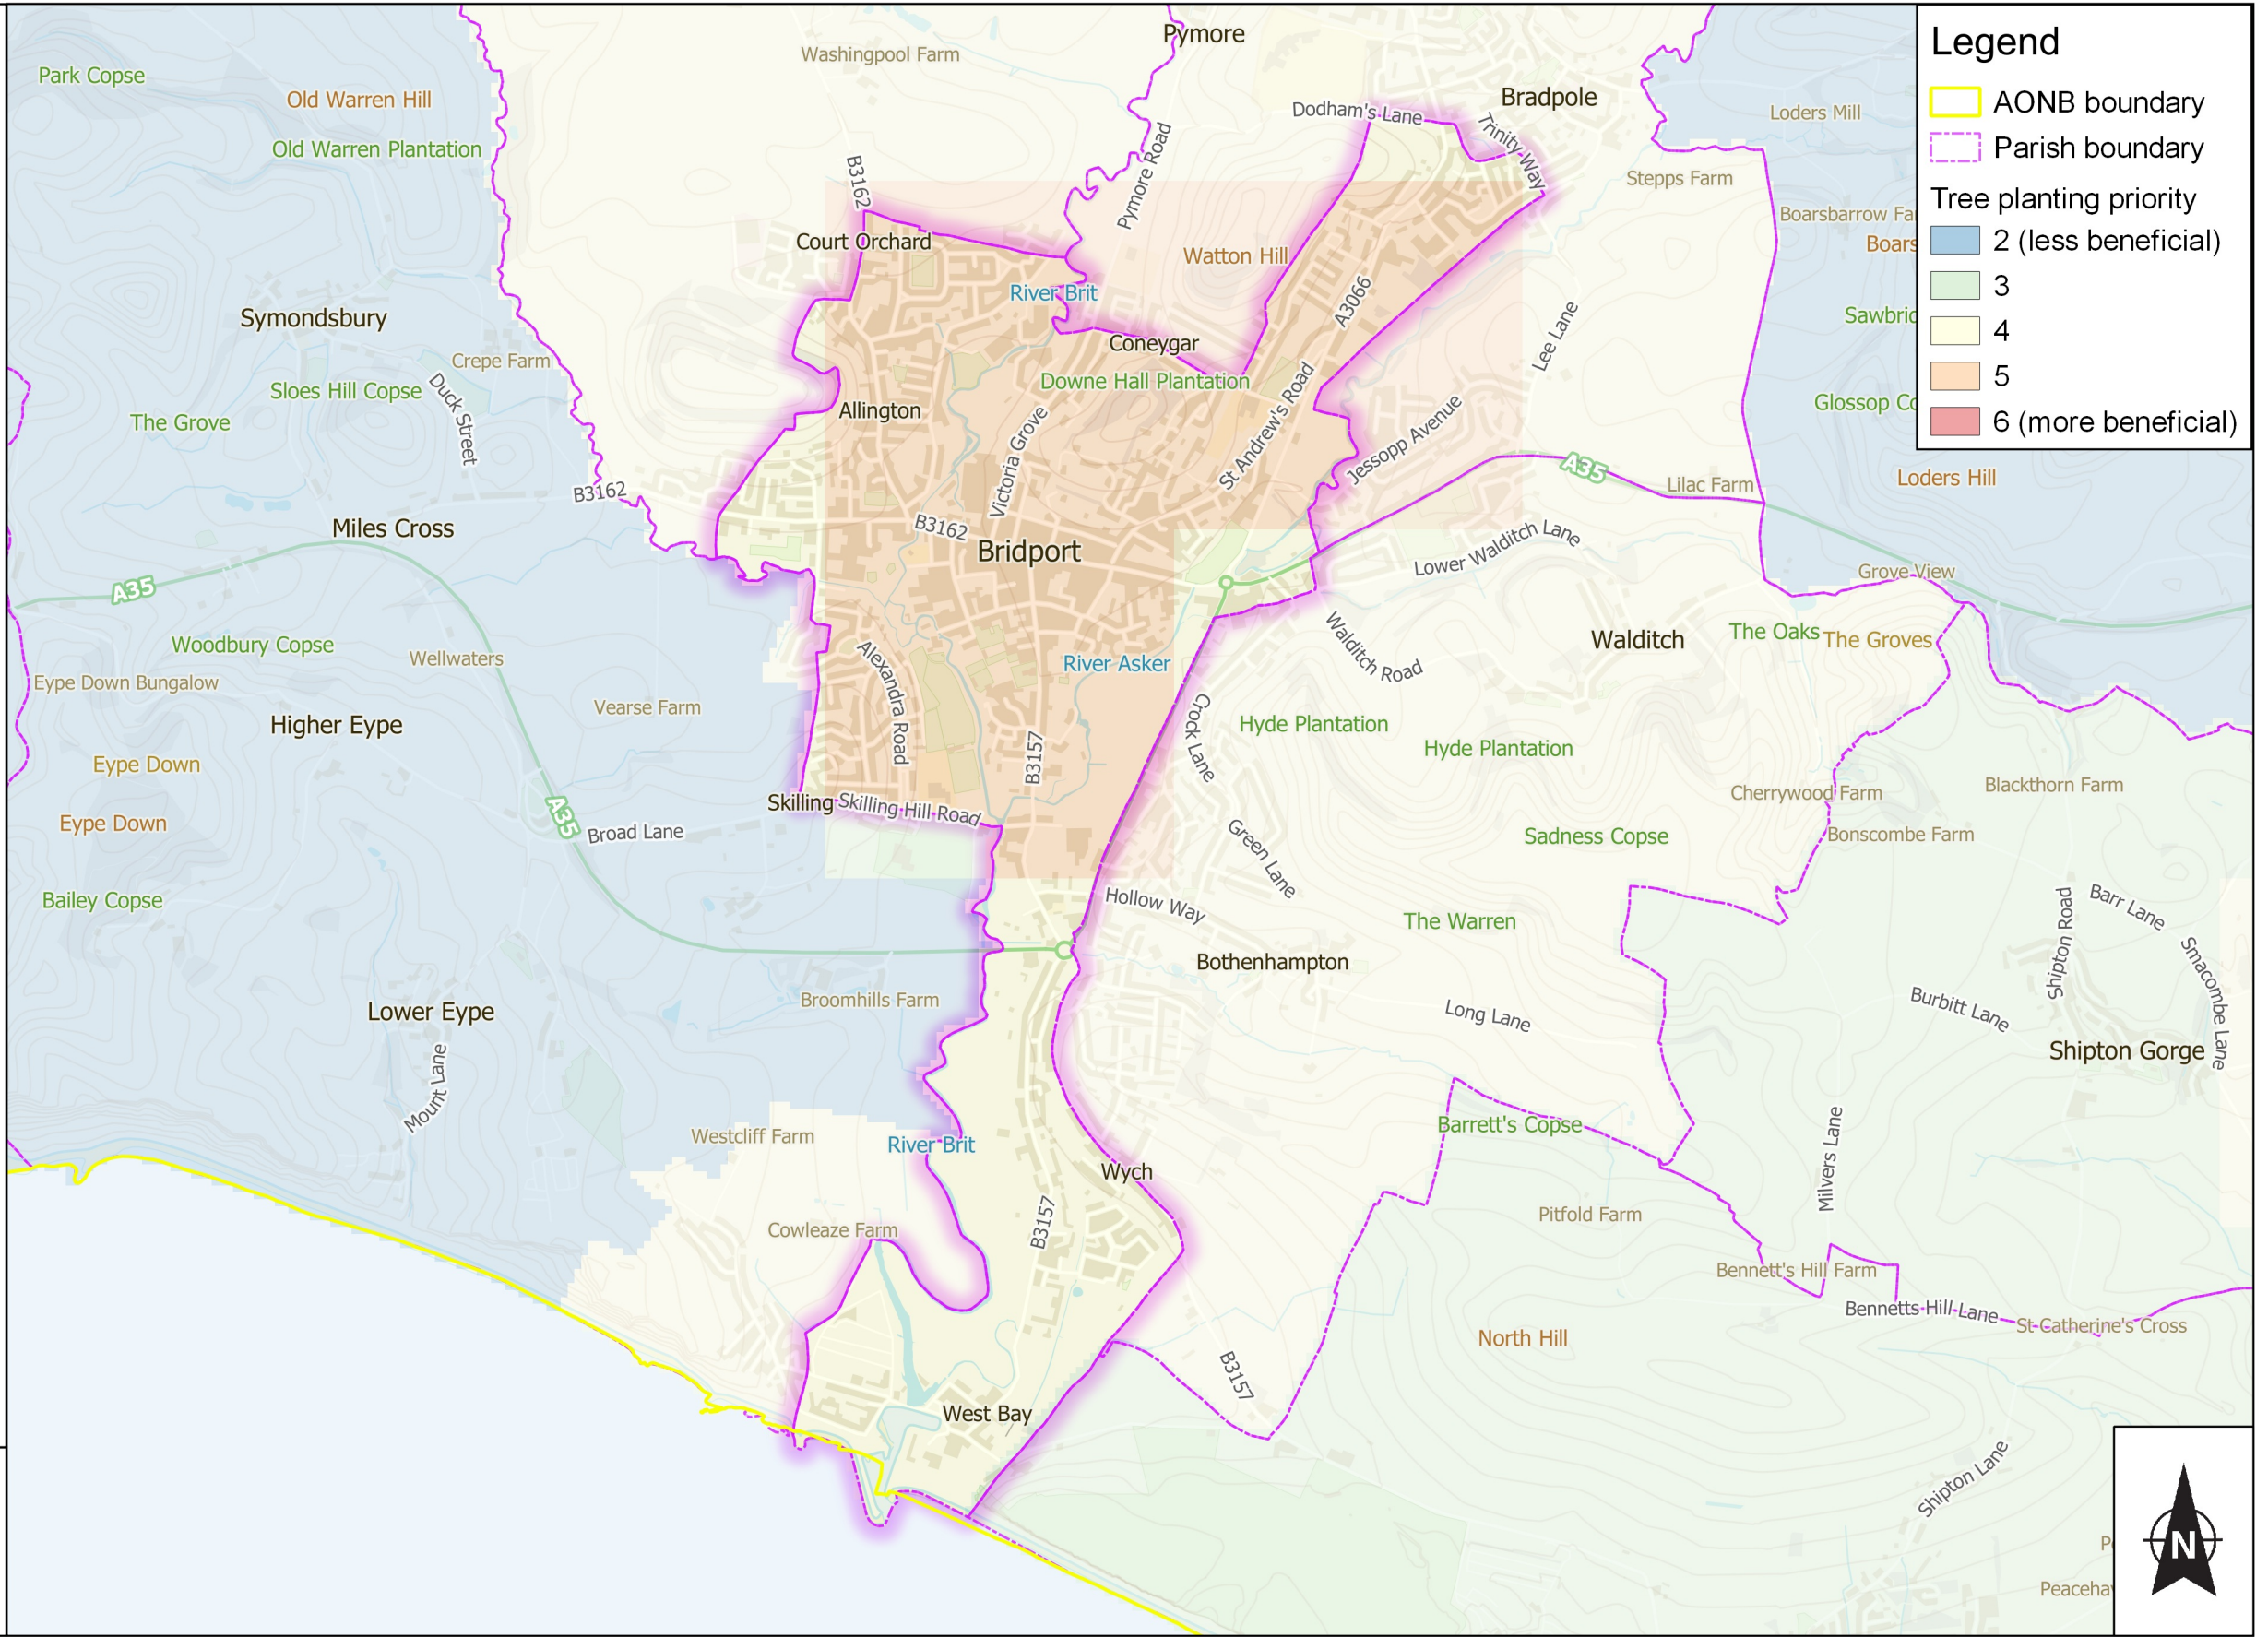 Pymore
Legend
Washingpool Farm
Park Copse
Old Warren Hill
Bradpole
AONB boundary
Dodham's Lane
Loders Mill
Trinity Way
Parish boundary
Old Warren Plantation
B3162
Pymore Road
Stepps Farm
Tree planting priority
Boarsbarrow Fa
Court Orchard
Watton Hill
Boars
2 (less beneficial)
River Brit
A3066
3
Symondsbury
Sawbri
Lee Lane
4
Coneygar
Crepe Farm
Downe Hall Plantation
5
Sloes Hill Copse
Duck Street
The Grove
Allington
Victoria Grove
St Andrew's Road
Jessopp Avenue
Glossop Co
6 (more beneficial)
A35
Lilac Farm
Loders Hill
B3162
Miles Cross
B3162
Bridport
Lower Walditch Lane
Grove View
A35
Woodbury Copse
Wellwaters
Alexandra Road
River Asker
Walditch Road
Walditch
The Oaks
The Groves
Eype Down Bungalow
Vearse Farm
Crock Lane
Higher Eype
Hyde Plantation
Hyde Plantation
Eype Down
B3157
Cherrywood Farm
Blackthorn Farm
Skilling
Skilling Hill Road
Eype Down
A35
Broad Lane
Green Lane
Sadness Copse
Bonscombe Farm
Bailey Copse
Hollow Way
The Warren
Shipton Road
Barr Lane
Bothenhampton
Smacombe Lane
Broomhills Farm
Lower Eype
Long Lane
Burbitt Lane
Shipton Gorge
Mount Lane
Westcliff Farm
River Brit
Barrett's Copse
Milvers Lane
Wych
Cowleaze Farm
B3157
Pitfold Farm
Bennett's Hill Farm
Bennetts Hill Lane
St Catherine's Cross
North Hill
B3157
West Bay
Shipton Lane
N
P
Peaceha